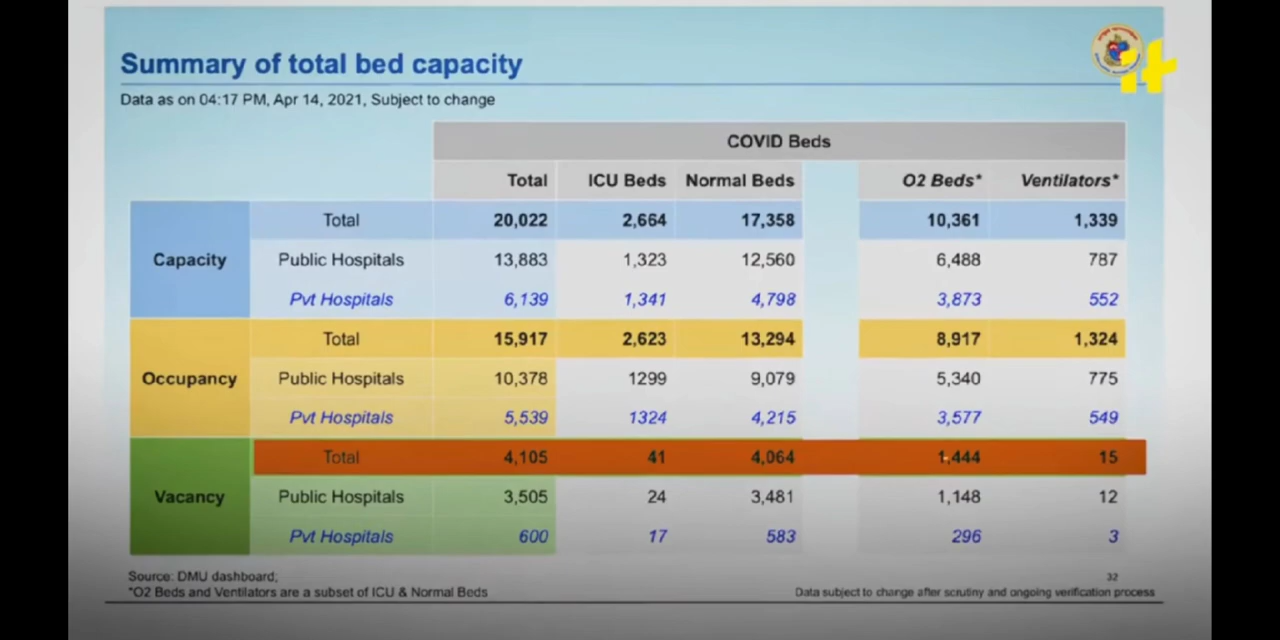 Summary of total bed capacity
Data as on 04:17 PM, Apr 14, 2021, Subject to change
COVID Beds
Total ICU Beds Normal Beds O2 Beds* Ventilators*
Total 20,022 2,664 17,358 10,361 1,339
Capacity Public Hospitals 13,883 1,323 12,560 6,488 787
Pvt Hospitals 6,139 1,341 4,798 3,873 552
Total 15,917 2,623 13,294 8,917 1,324
Occupancy Public Hospitals 10,378 1299 9,079 5,340 775
Pvt Hospitals 5,539 1324 4,215 3,577 549
Total 4,105 41 4,064 1,444 15
Vacancy Public Hospitals 3,505 24 3,481 1,148 12
Pvt Hospitals 600 17 583 296 3
Source: DMU dashboard;
32
*O2 Beds and Ventilators are a subset of ICU & Normal Beds
Data subject to change after scrutiny and ongoing verification process